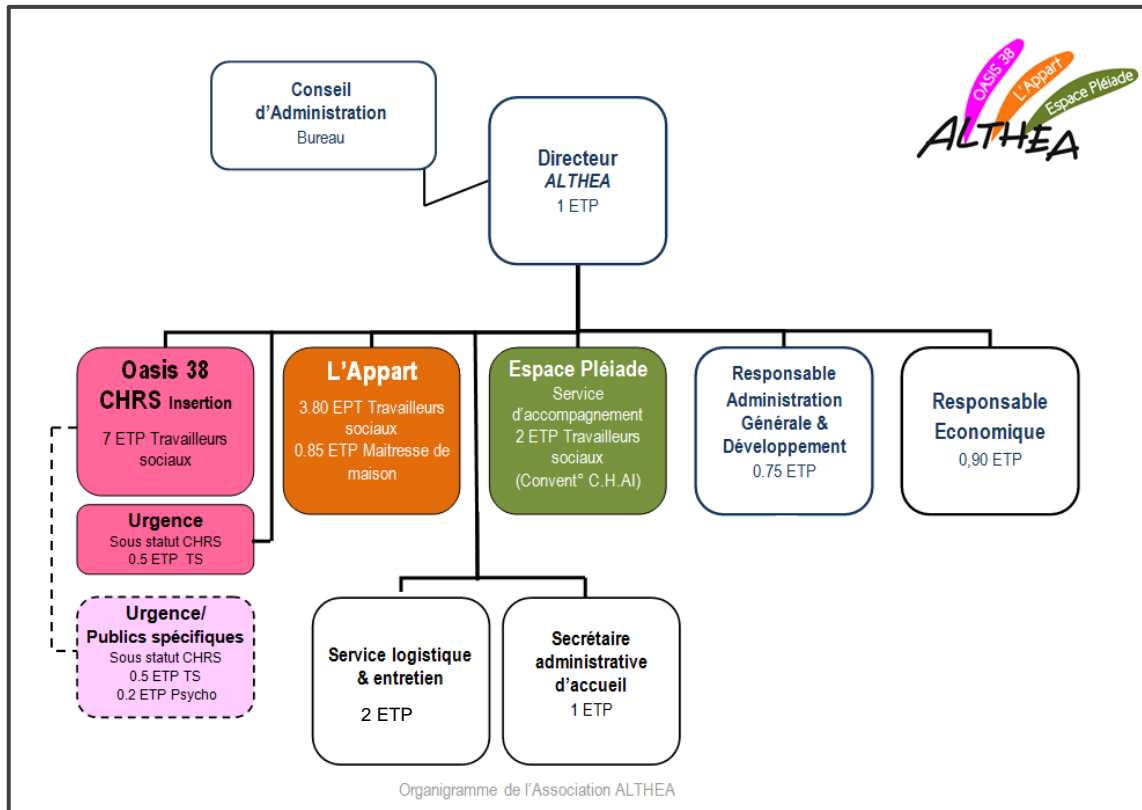 Conseil
d'Administration
Bureau
Directeur
ALTHEA
1 ETP
OASIS 38
L'Appart
Espace Pléiade
ALTHEA
Oasis 38
CHRS Insertion
7 ETP Travailleurs
sociaux
L'Appart
3.80 EPT Travailleurs
sociaux
0.85 ETP Maitresse de
maison
Espace Pléiade
Service
d'accompagnement
2 ETP Travailleurs
sociaux
(Convent° C.H.AI)
Responsable
Administration
Générale &
Développement
0.75 ETP
Responsable
Economique
0,90 ETP
Urgence
Sous statut CHRS
0.5 ETP TS
Urgence/
Publics spécifiques
Sous statut CHRS
0.5 ETP TS
0.2 ETP Psycho
Service logistique
& entretien
2 ETP
Secrétaire
administrative
d'accueil
1 ETP
Organigramme de l'Association ALTHEA